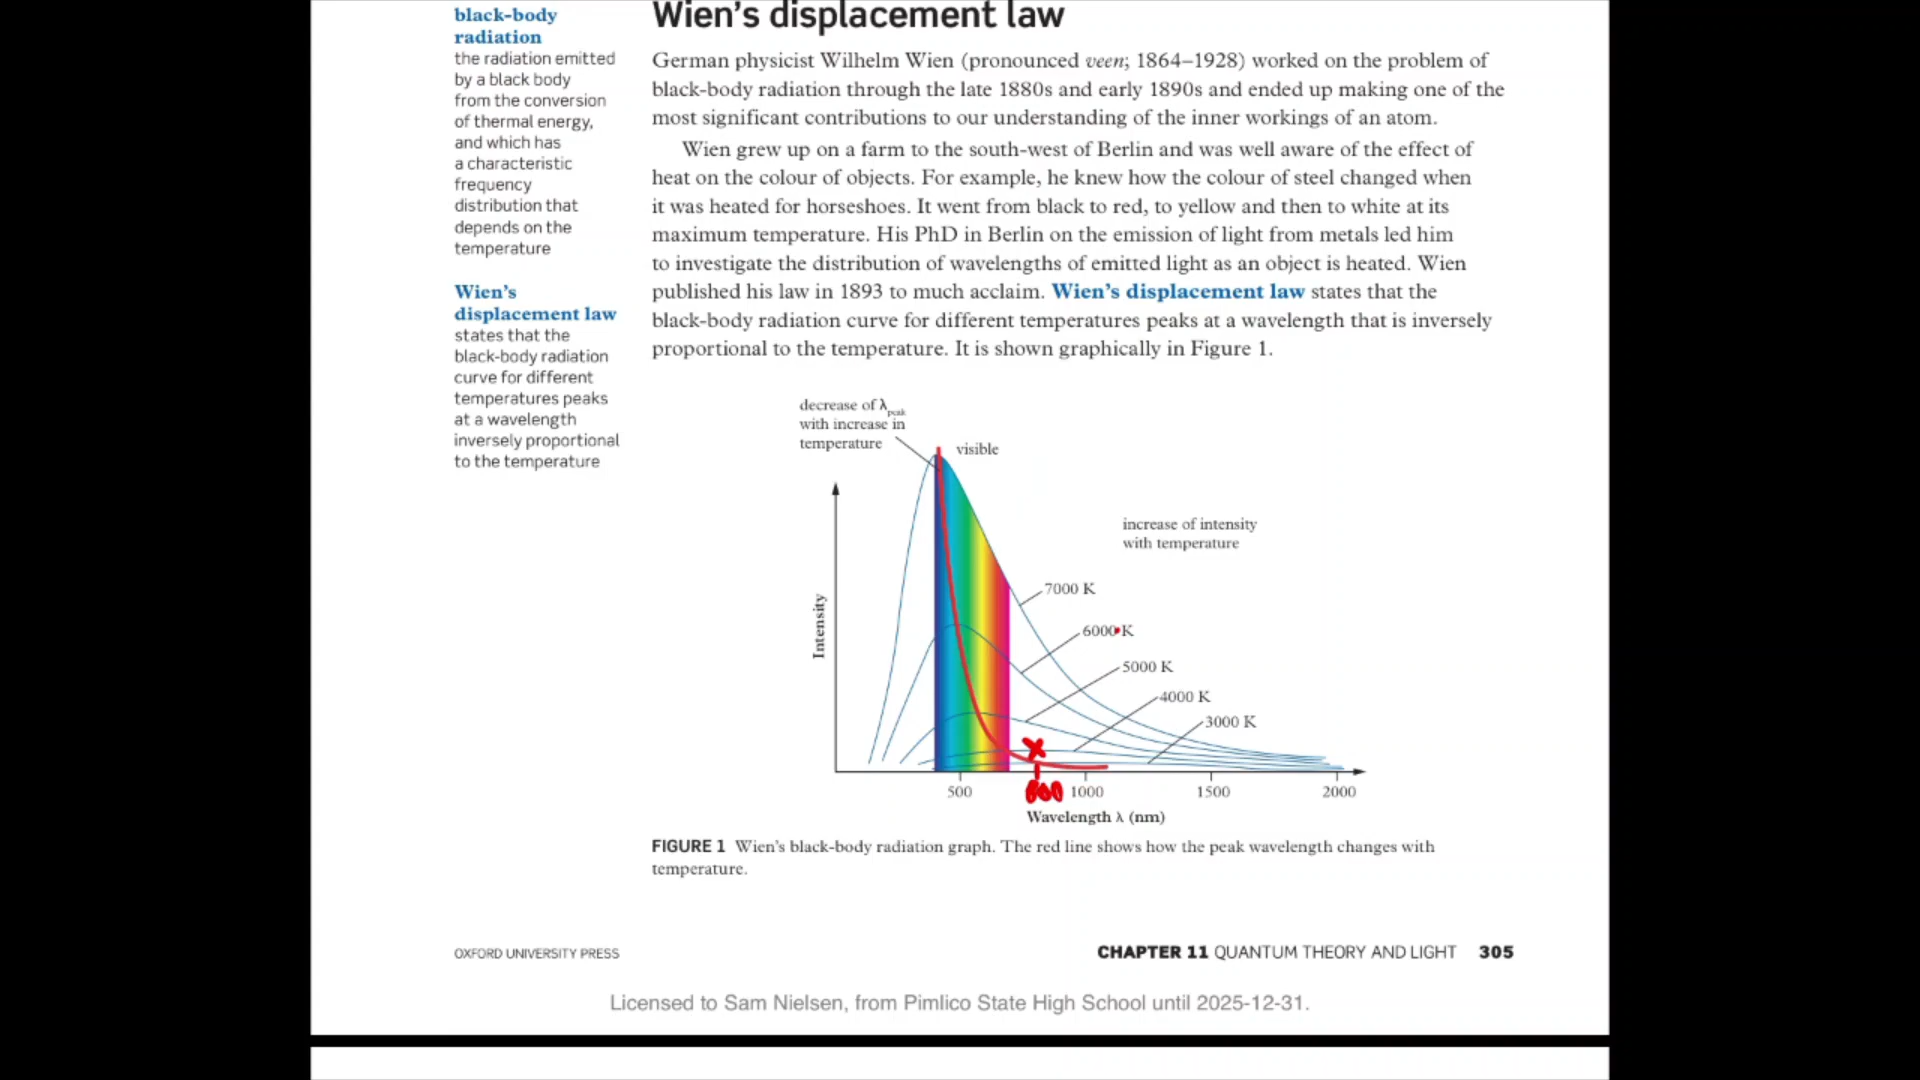 black-body
radiation
the radiation emitted
by a black body
from the conversion
of thermal energy,
and which has
a characteristic
frequency
distribution that
depends on the
temperature
Wien's
displacement law
states that the
black-body radiation
curve for different
temperatures peaks
at a wavelength
inversely proportional
to the temperature
Wien's displacement law
German physicist Wilhelm Wien (pronounced veen; 1864–1928) worked on the problem of
black-body radiation through the late 1880s and early 1890s and ended up making one of the
most significant contributions to our understanding of the inner workings of an atom.
Wien grew up on a farm to the south-west of Berlin and was well aware of the effect of
heat on the colour of objects. For example, he knew how the colour of steel changed when
it was heated for horseshoes. It went from black to red, to yellow and then to white at its
maximum temperature. His PhD in Berlin on the emission of light from metals led him
to investigate the distribution of wavelengths of emitted light as an object is heated. Wien
published his law in 1893 to much acclaim. Wien's displacement law states that the
black-body radiation curve for different temperatures peaks at a wavelength that is inversely
proportional to the temperature. It is shown graphically in Figure 1.
decrease of λpeak
with increase in
temperature
visible
increase of intensity
with temperature
7000 K
6000 K
5000 K
4000 K
3000 K
Intensity
500
800
1000
1500
2000
Wavelength λ (nm)
FIGURE 1 Wien's black-body radiation graph. The red line shows how the peak wavelength changes with
temperature.
OXFORD UNIVERSITY PRESS
CHAPTER 11 QUANTUM THEORY AND LIGHT 305
Licensed to Sam Nielsen, from Pimlico State High School until 2025-12-31.